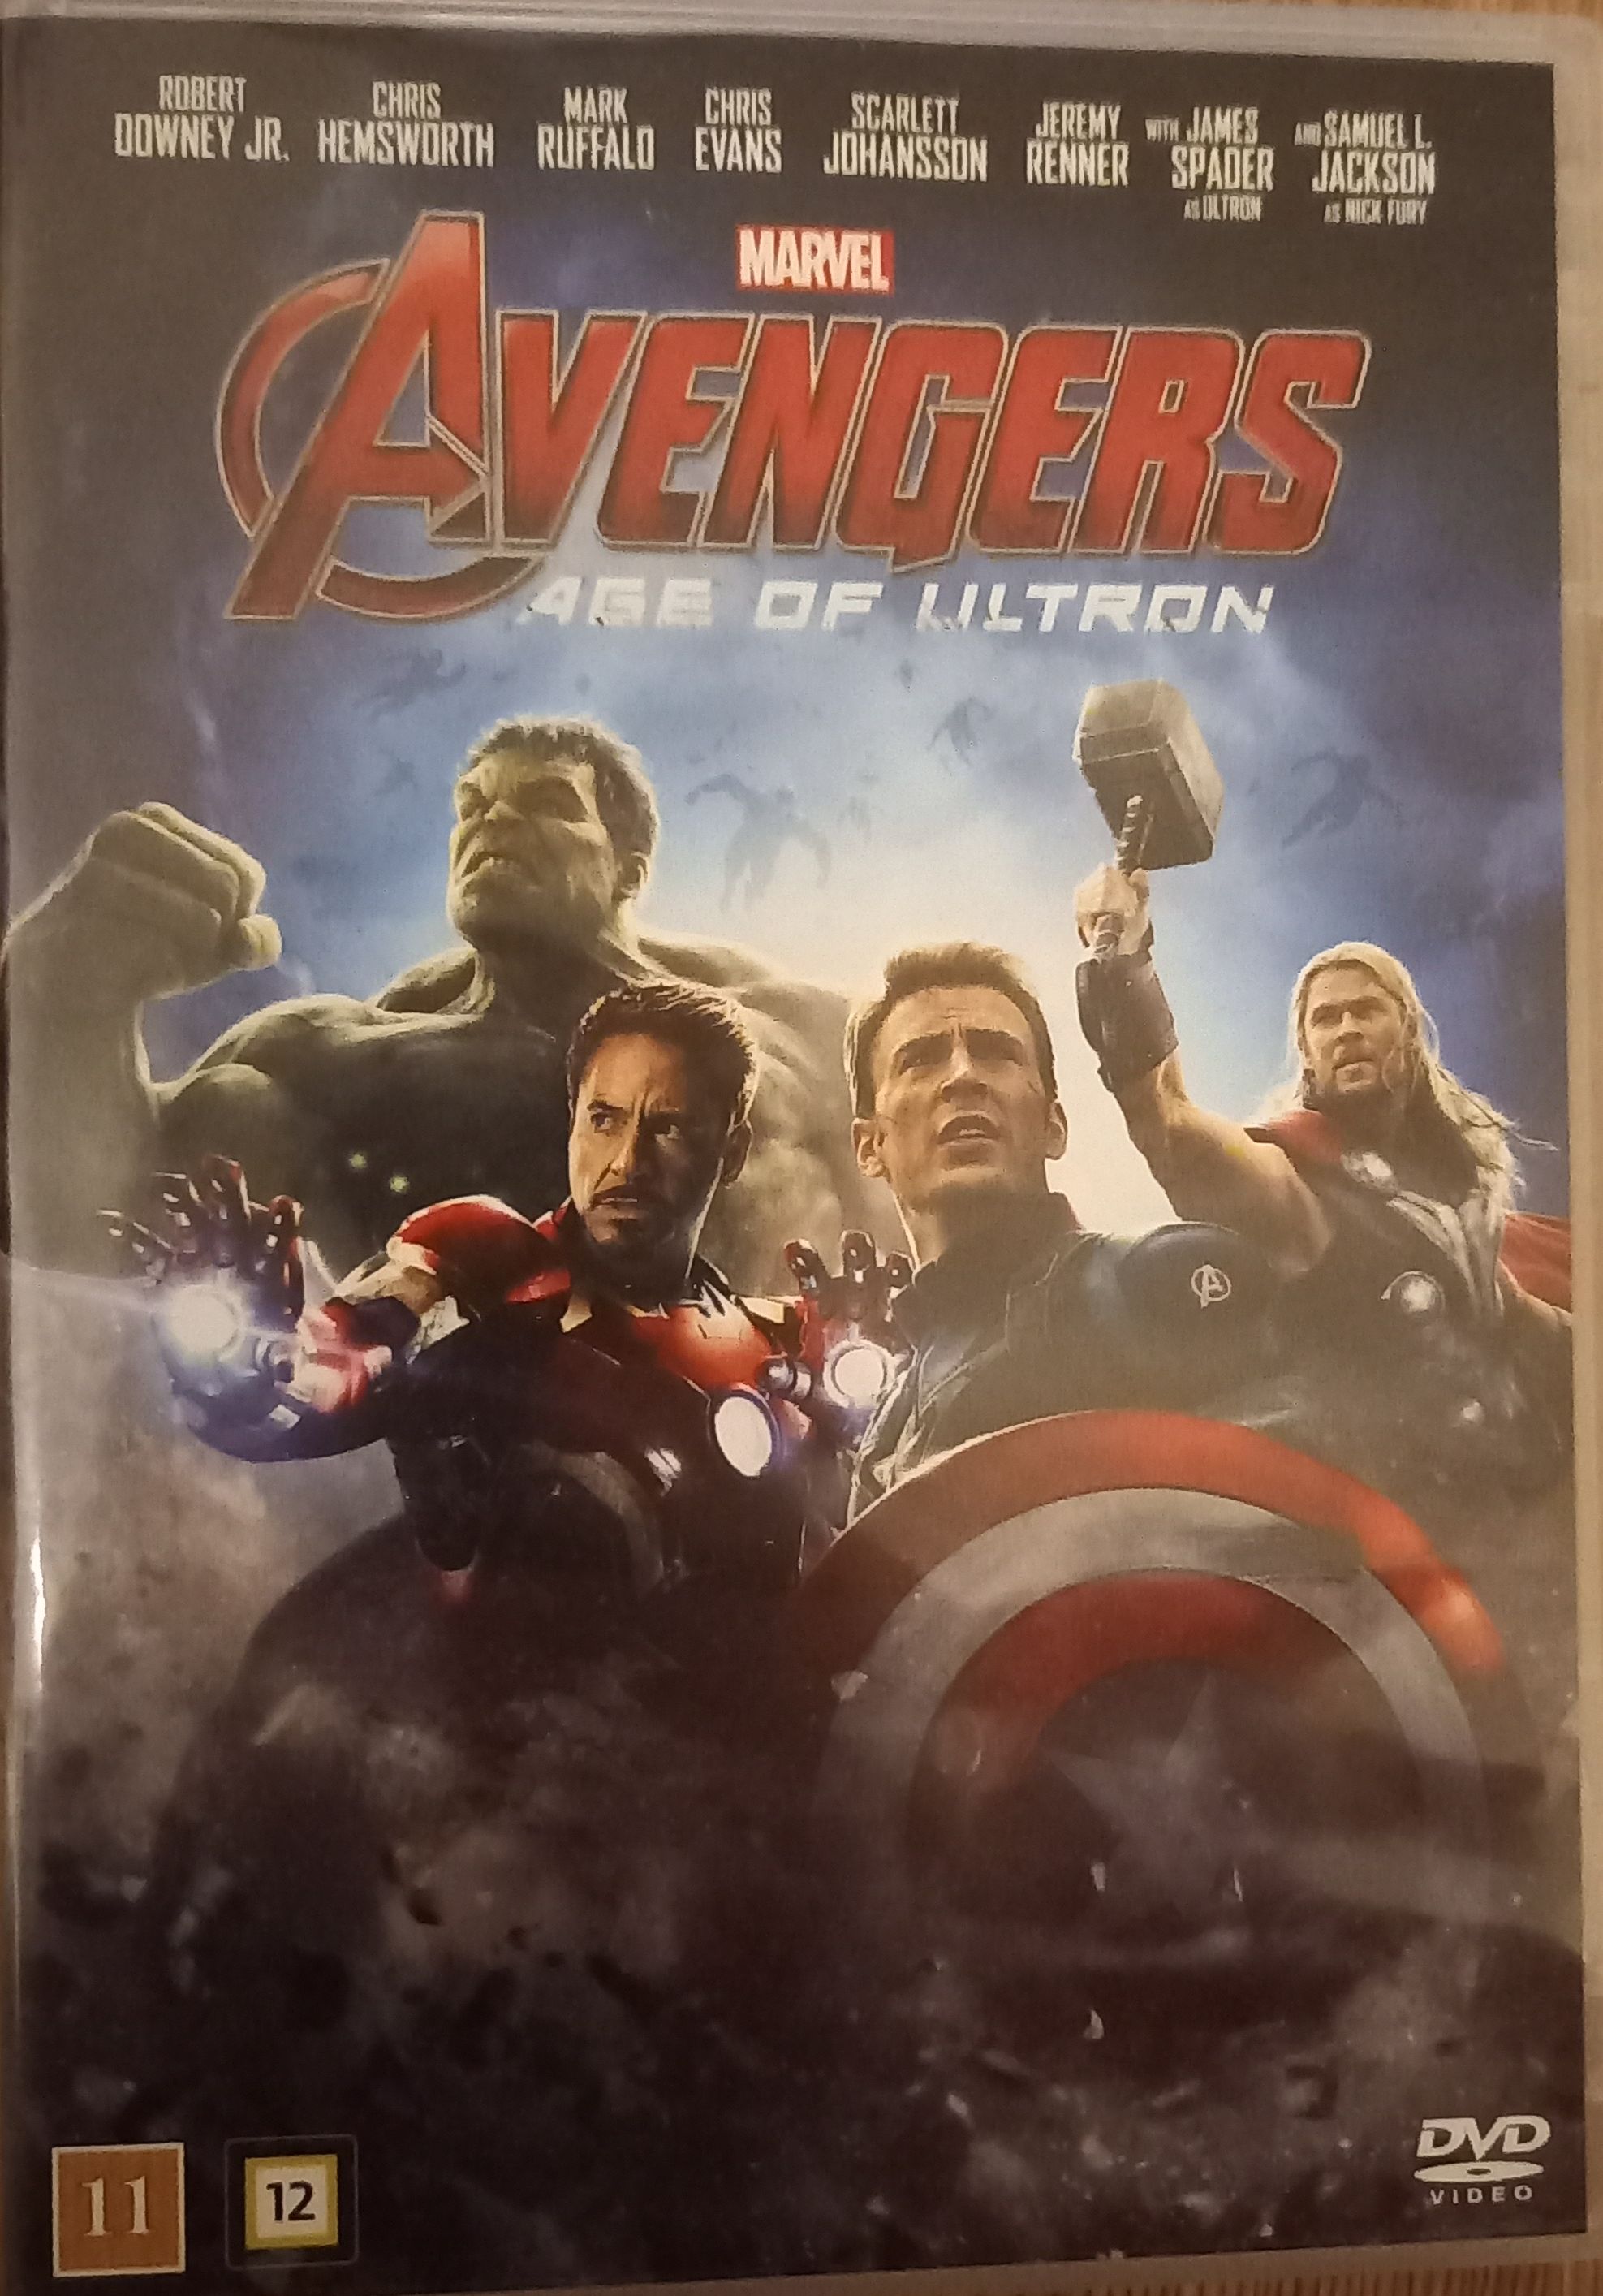 ROBERT
DOWNEY JR.
CHRIS
HEMSWORTH
MARK
RUFFALO
CHRIS
EVANS
SCARLETT
JOHANSSON
JEREMY
RENNER
WITH JAMES
SPADER
AS ULTRON
AND SAMUEL L.
JACKSON
AS NICK FURY
MARVEL
AVENGERS
AGE OF ULTRON
A
11
12
DVD
VIDEO